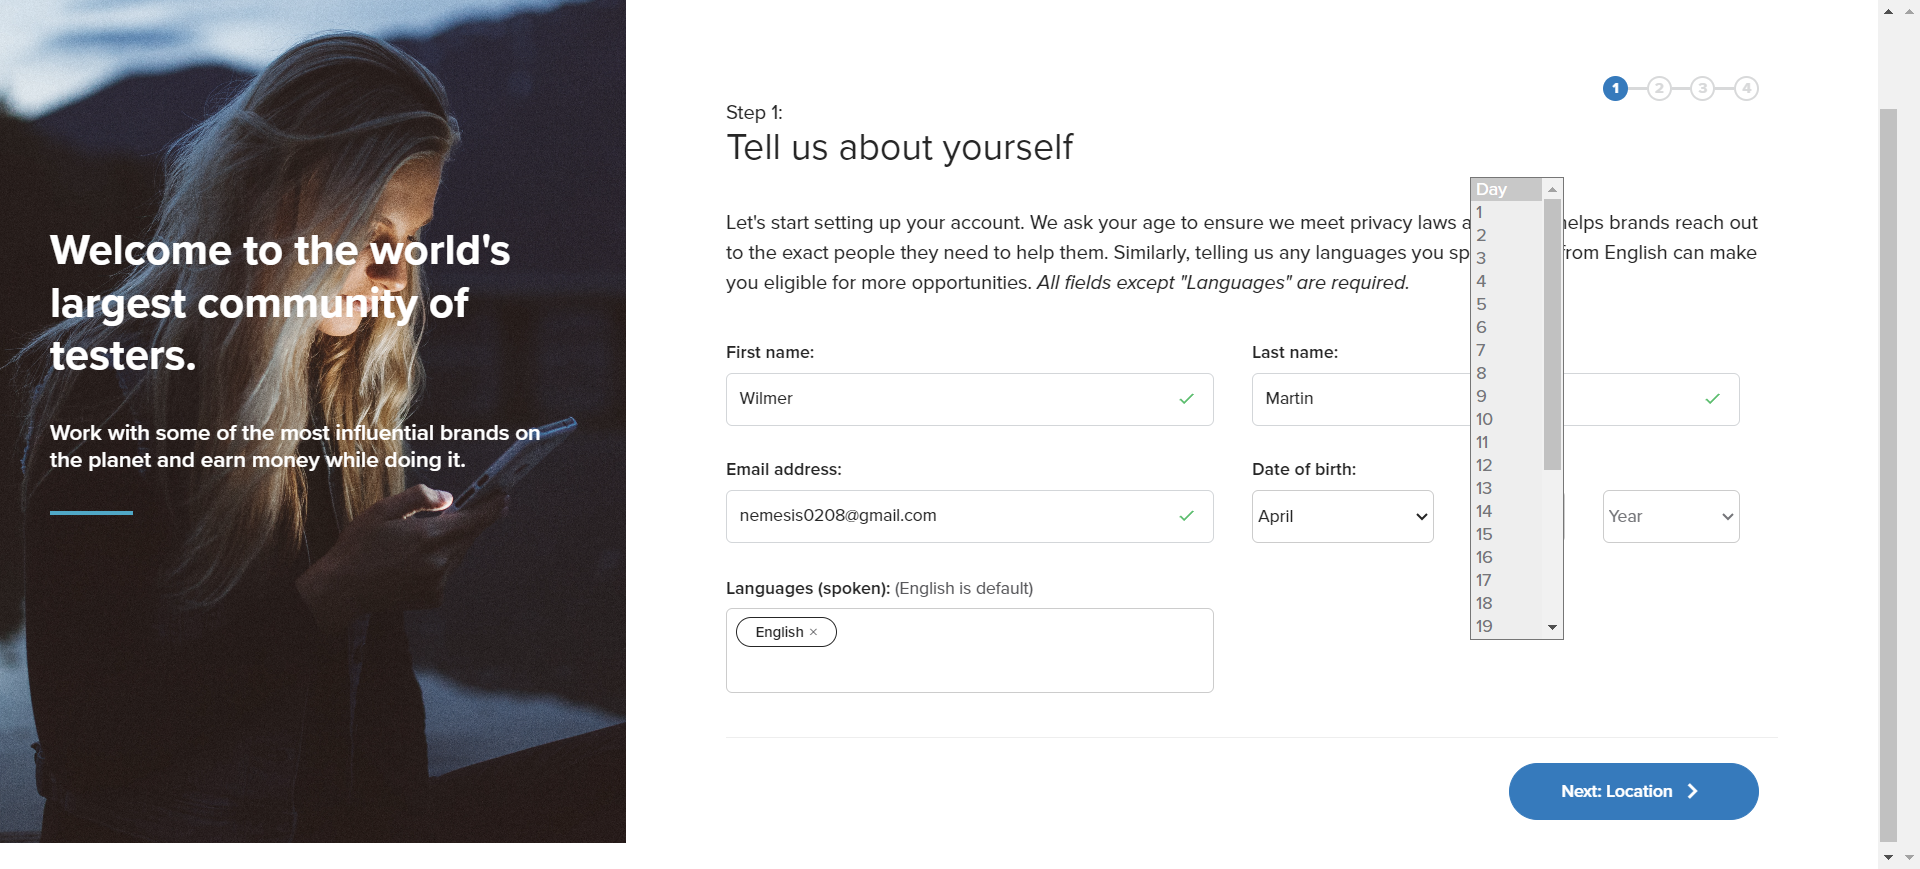 Welcome to the world's
largest community of
testers.
Work with some of the most influential brands on
the planet and earn money while doing it.
1 2 3 4
Step 1:
Tell us about yourself
Let's start setting up your account. We ask your age to ensure we meet privacy laws a helps brands reach out
to the exact people they need to help them. Similarly, telling us any languages you sp from English can make
you eligible for more opportunities. All fields except "Languages" are required.
First name:
Wilmer
Last name:
Martin
Email address:
nemesis0208@gmail.com
Date of birth:
April
Day
1
2
3
4
5
6
7
8
9
10
11
12
13
14
15
16
17
18
19
Year
Languages (spoken): (English is default)
English ×
Next: Location